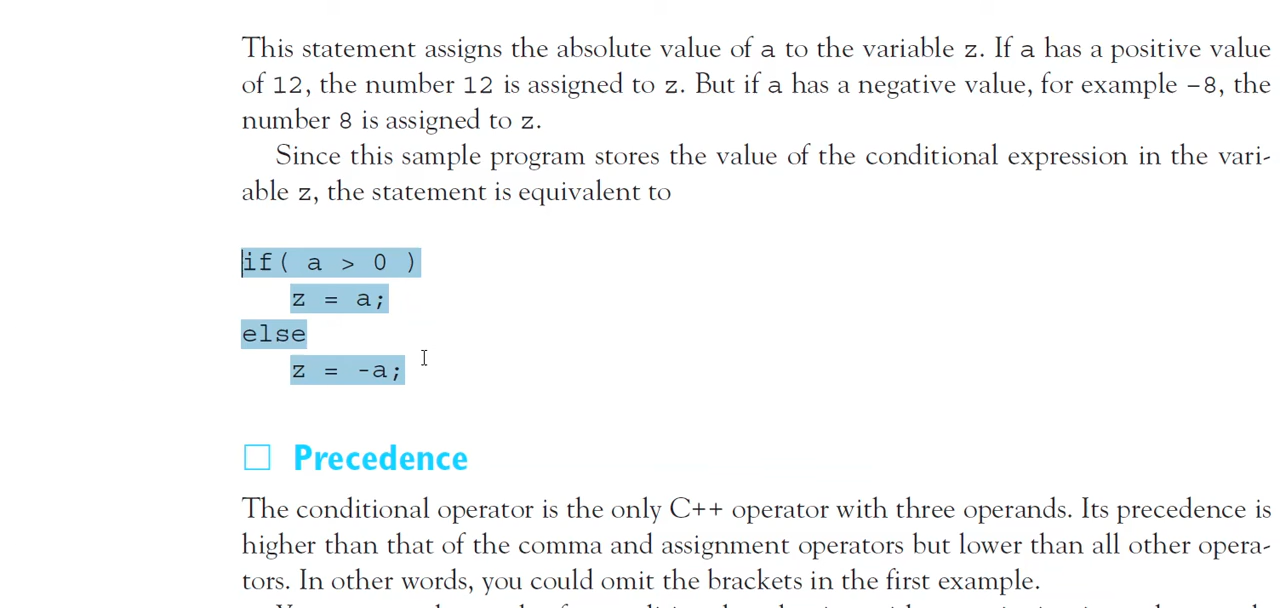 This statement assigns the absolute value of a to the variable z. If a has a positive value
of 12, the number 12 is assigned to z. But if a has a negative value, for example –8, the
number 8 is assigned to z.
Since this sample program stores the value of the conditional expression in the vari-
able z, the statement is equivalent to
if( a > 0 )
z = a;
else
z = -a;
□ Precedence
The conditional operator is the only C++ operator with three operands. Its precedence is
higher than that of the comma and assignment operators but lower than all other opera-
tors. In other words, you could omit the brackets in the first example.